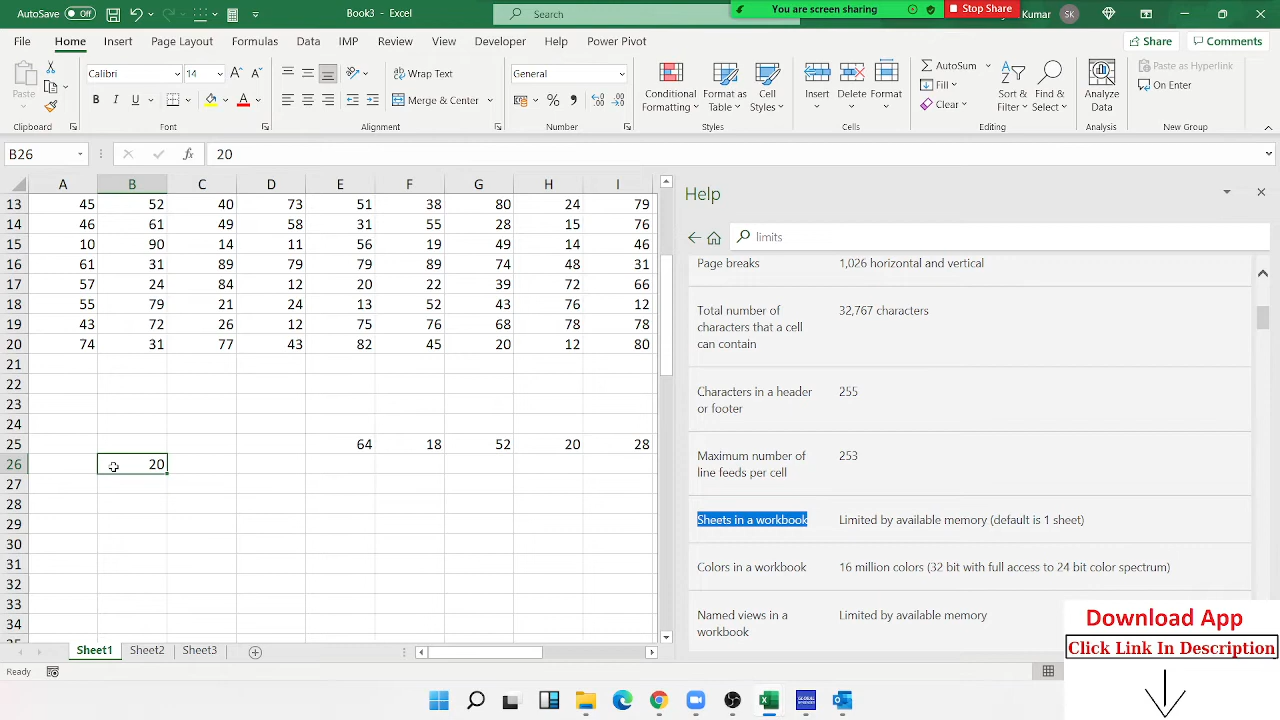 AutoSave Off
Book3 - Excel
Search
You are screen sharing
Stop Share
Kumar SK
File Home Insert Page Layout Formulas Data IMP Review View Developer Help Power Pivot
Share Comments
Paste
Calibri 14
Wrap Text
Merge & Center
General
Conditional Formatting
Format as Table
Cell Styles
Insert
Delete
Format
AutoSum
Fill
Clear
Sort & Filter
Find & Select
Analyze Data
Paste as Hyperlink
On Enter
Clipboard Font Alignment Number Styles Cells Editing Analysis New Group
B26 fx 20
A B C D E F G H I
13 45 52 40 73 51 38 80 24 79
14 46 61 49 58 31 55 28 15 76
15 10 90 14 11 56 19 49 14 46
16 61 31 89 79 79 89 74 48 31
17 57 24 84 12 20 22 39 72 66
18 55 79 21 24 13 52 43 76 12
19 43 72 26 12 75 76 68 78 78
20 74 31 77 43 82 45 20 12 80
21
22
23
24
25 64 18 52 20 28
26 20
27
28
29
30
31
32
33
34
Sheet1 Sheet2 Sheet3
Ready
Help
limits
Page breaks 1,026 horizontal and vertical
Total number of 32,767 characters
characters that a cell
can contain
Characters in a header 255
or footer
Maximum number of 253
line feeds per cell
Sheets in a workbook Limited by available memory (default is 1 sheet)
Colors in a workbook 16 million colors (32 bit with full access to 24 bit color spectrum)
Named views in a Limited by available memory
workbook
Download App
Click Link In Description